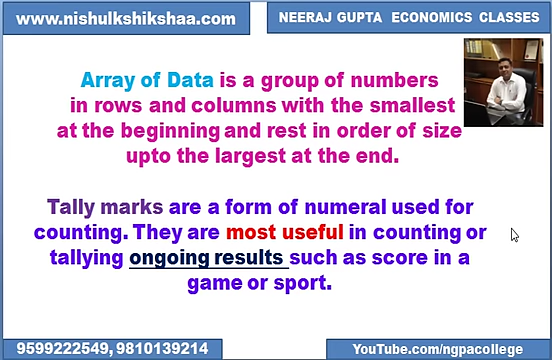 www.nishulkshikshaa.com
NEERAJ GUPTA ECONOMICS CLASSES
Array of Data is a group of numbers
in rows and columns with the smallest
at the beginning and rest in order of size
upto the largest at the end.
Tally marks are a form of numeral used for
counting. They are most useful in counting or
tallying ongoing results such as score in a
game or sport.
9599222549, 9810139214
YouTube.com/ngpacollege